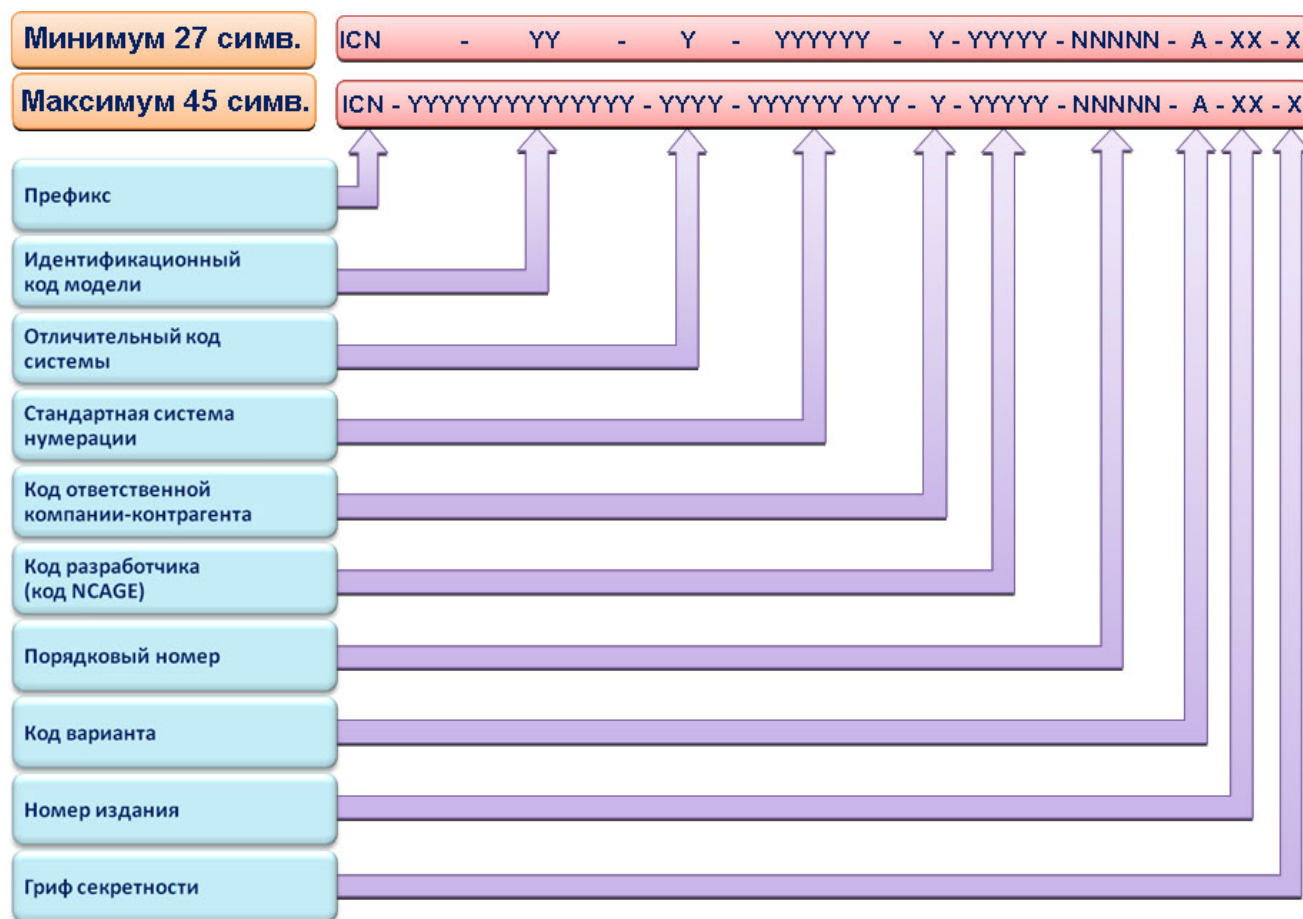 Минимум 27 симв.
ICN - YY - Y - YYYYYY - Y - YYYYY - NNNNN - A - XX - X
Максимум 45 симв.
ICN - YYYYYYYYYYYYYY - YYYY - YYYYYY YYY - Y - YYYYY - NNNNN - A - XX - X
Префикс
Идентификационный
код модели
Отличительный код
системы
Стандартная система
нумерации
Код ответственной
компании-контрагента
Код разработчика
(код NCAGE)
Порядковый номер
Код варианта
Номер издания
Гриф секретности